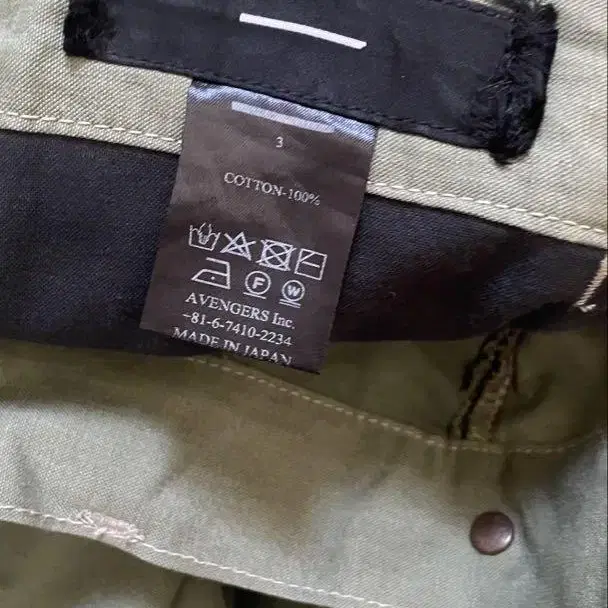 3
COTTON-100%
F W
AVENGERS Inc.
+81-6-7410-2234
MADE IN JAPAN